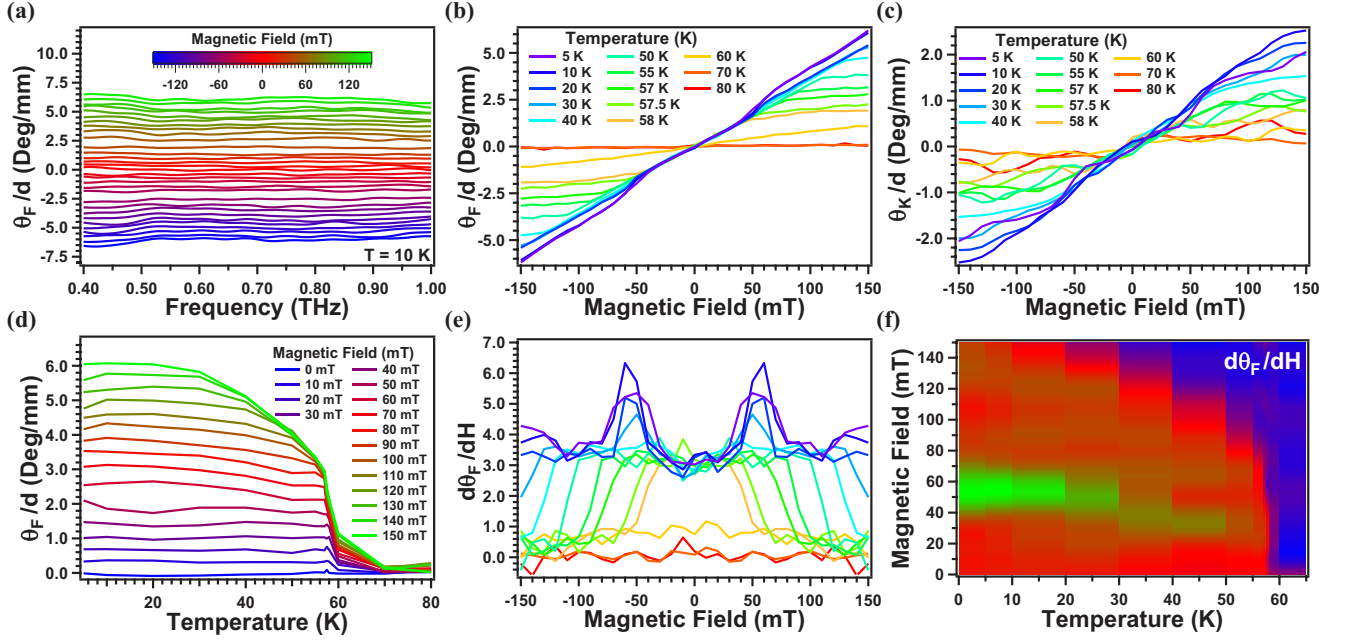 (a)
Magnetic Field (mT)
-120 -60 0 60 120
θF/d (Deg/mm)
10.0
7.5
5.0
2.5
0.0
-2.5
-5.0
-7.5
T = 10 K
0.40 0.50 0.60 0.70 0.80 0.90 1.00
Frequency (THz)
(b)
Temperature (K)
5 K 50 K 60 K
10 K 55 K 70 K
20 K 57 K 80 K
30 K 57.5 K
40 K 58 K
θF/d (Deg/mm)
5.0
2.5
0.0
-2.5
-5.0
-150 -100 -50 0 50 100 150
Magnetic Field (mT)
(c)
Temperature (K)
5 K 50 K 60 K
10 K 55 K 70 K
20 K 57 K 80 K
30 K 57.5 K
40 K 58 K
θK/d (Deg/mm)
2.0
1.0
0.0
-1.0
-2.0
-150 -100 -50 0 50 100 150
Magnetic Field (mT)
(d)
Magnetic Field (mT)
0 mT 40 mT
10 mT 50 mT
20 mT 60 mT
30 mT 70 mT
80 mT
90 mT
100 mT
110 mT
120 mT
130 mT
140 mT
150 mT
θF/d (Deg/mm)
6.0
5.0
4.0
3.0
2.0
1.0
0.0
20 40 60 80
Temperature (K)
(e)
dθF/dH
7.0
6.0
5.0
4.0
3.0
2.0
1.0
0.0
-150 -100 -50 0 50 100 150
Magnetic Field (mT)
(f)
dθF/dH
Magnetic Field (mT)
140
120
100
80
60
40
20
0
0 10 20 30 40 50 60
Temperature (K)